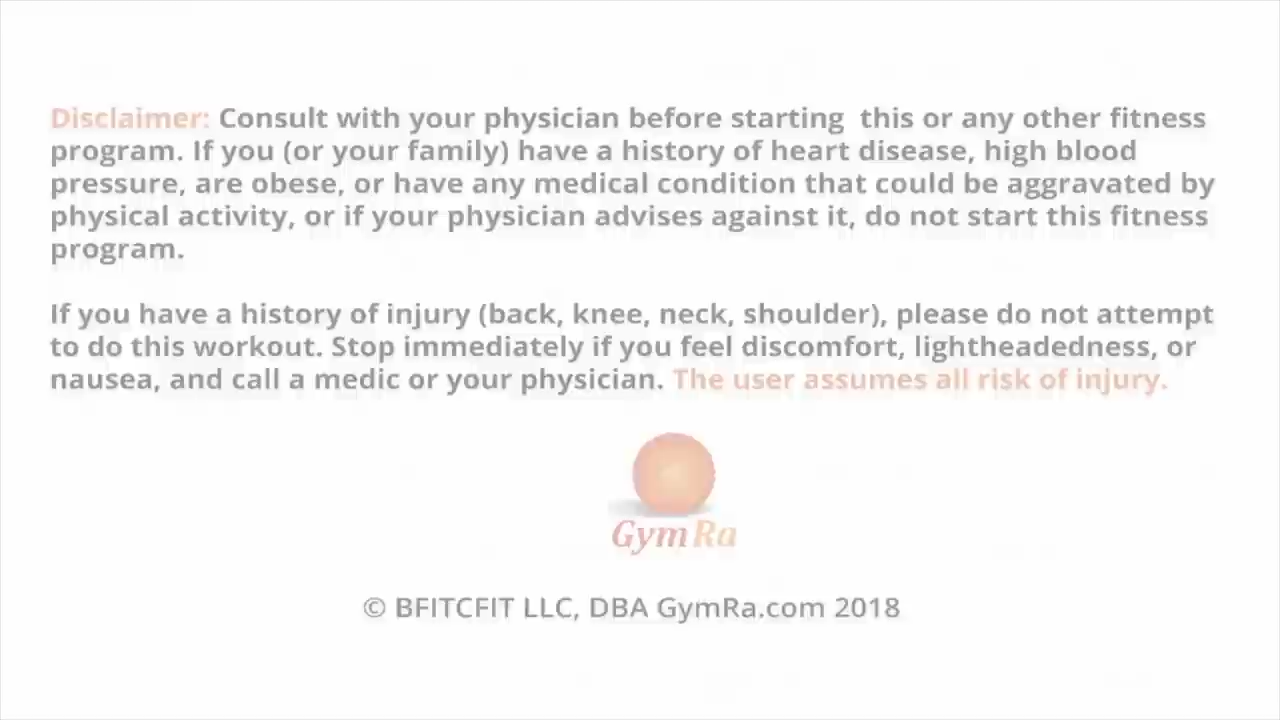 Disclaimer: Consult with your physician before starting  this or any other fitness
program. If you (or your family) have a history of heart disease, high blood
pressure, are obese, or have any medical condition that could be aggravated by
physical activity, or if your physician advises against it, do not start this fitness
program.
If you have a history of injury (back, knee, neck, shoulder), please do not attempt
to do this workout. Stop immediately if you feel discomfort, lightheadedness, or
nausea, and call a medic or your physician. The user assumes all risk of injury.
GymRa
© BFITCFIT LLC, DBA GymRa.com 2018